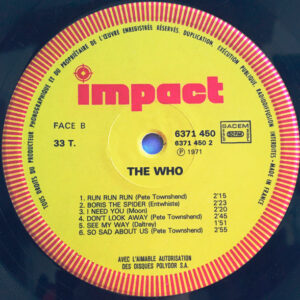 TOUS DROITS DU PRODUCTEUR PHONOGRAPHIQUE ET DU PROPRIÉTAIRE DE L'ŒUVRE ENREGISTRÉE RÉSERVÉS. DUPLICATION, EXÉCUTION PUBLIQUE, RADIODIFFUSION INTERDITES • MADE IN FRANCE •
impact
FACE B
33 T.
6371 450
6371 450 2
Ⓟ 1971
SACEM
THE WHO
1. RUN RUN RUN (Pete Townshend) 2'15
2. BORIS THE SPIDER (Entwhistle) 2'23
3. I NEED YOU (Moon) 2'20
4. DON'T LOOK AWAY (Pete Townshend) 2'45
5. SEE MY WAY (Daltrey) 1'51
6. SO SAD ABOUT US (Pete Townshend) 2'55
AVEC L'AIMABLE AUTORISATION
DES DISQUES POLYDOR S.A.